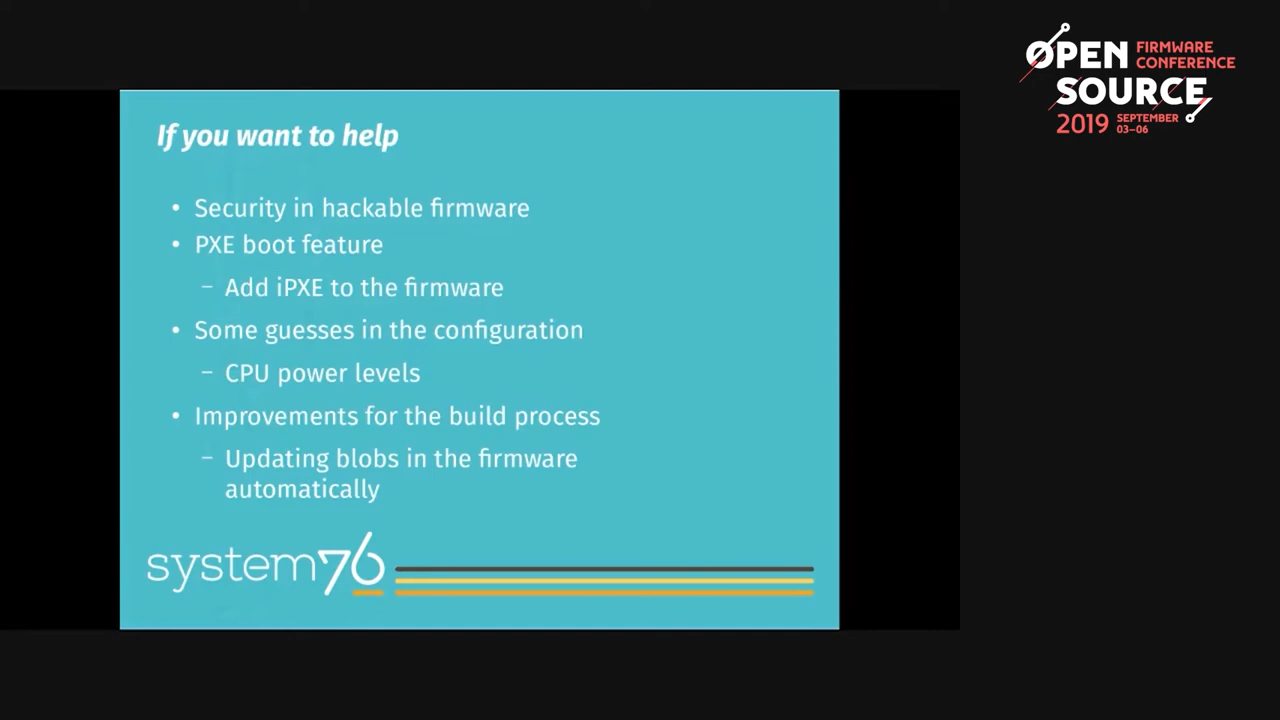 If you want to help
• Security in hackable firmware
• PXE boot feature
– Add iPXE to the firmware
• Some guesses in the configuration
– CPU power levels
• Improvements for the build process
– Updating blobs in the firmware
automatically
system76
OPEN FIRMWARE
CONFERENCE
SOURCE
2019 SEPTEMBER
03–06